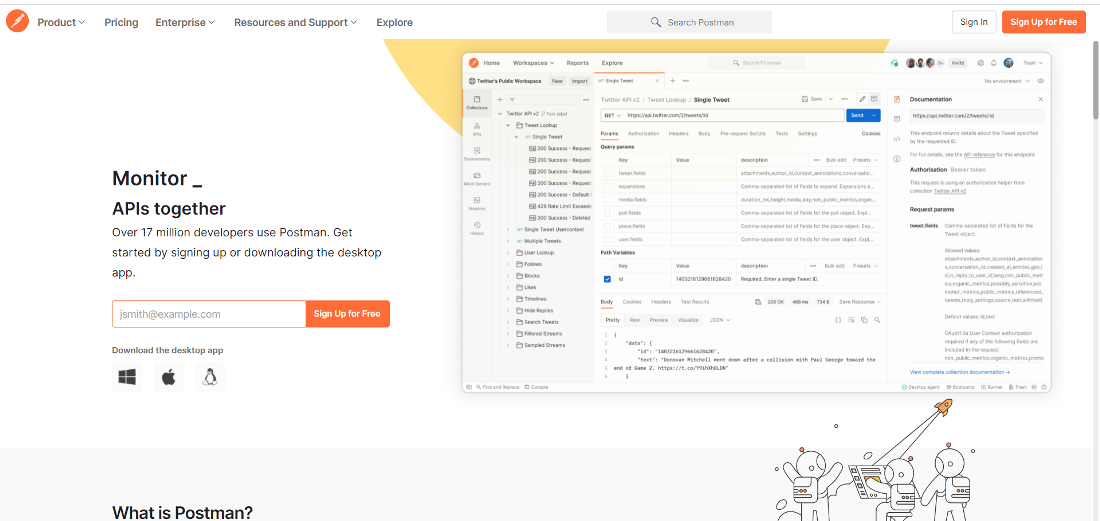 Product Pricing Enterprise Resources and Support Explore Search Postman Sign In Sign Up for Free
Monitor _
APIs together
Over 17 million developers use Postman. Get
started by signing up or downloading the desktop
app.
jsmith@example.com Sign Up for Free
Download the desktop app
Home Workspaces Reports Explore Search Postman Invite Team
Twitter's Public Workspace New Import Single Tweet No environment
Collections
APIs
Environments
Mock Servers
Monitors
History
Twitter API v2
Tweet Lookup
GET Single Tweet
200 Success - Request
200 Success - Request
200 Success - Request
200 Success - Request
200 Success - Default
429 Rate Limit Exceeds
200 Success - Deleted
GET Single Tweet Usercontext
GET Multiple Tweets
User Lookup
Follows
Blocks
Likes
Timelines
Hide Replies
Search Tweets
Filtered Streams
Sampled Streams
Twitter API v2 / Tweet Lookup / Single Tweet Save
GET https://api.twitter.com/2/tweets/:id Send
Params Authorization Headers Body Pre-request Scripts Tests Settings Cookies
Query params
Key Value description Bulk edit Presets
tweet.fields attachments,author_id,context_annotations,conversatio...
expansions Comma-separated list of fields to expand. Expansions e...
media.fields duration_ms,height,media_key,non_public_metrics,organ...
poll.fields Comma-separated list of fields for the poll object. Expl...
place.fields Comma-separated list of fields for the place object. Expl...
user.fields Comma-separated list of fields for the user object. Expl...
Path Variables
Key Value description Bulk edit Presets
id 1403216129661628420 Required. Enter a single Tweet ID.
Body Cookies Headers Test Results 200 OK 468 ms 734 B Save Response
Pretty Raw Preview Visualize JSON
1 {
2 "data": {
3 "id": "1403216129661628420",
4 "text": "Donovan Mitchell went down after a collision with Paul George toward the
end of Game 2. https://t.co/Y9ihXhDLDN"
5 }
Documentation
https://api.twitter.com/2/tweets/:id
This endpoint returns details about the Tweet specified
by the requested ID.
For full details, see the API reference for this endpoint.
Authorisation Bearer token
This request is using an authorization helper from
collection Twitter API v2
Request params
tweet.fields Comma-separated list of fields for the
Tweet object.
Allowed values:
attachments,author_id,context_annotations
,conversation_id,created_at,entities,geo,i
d,in_reply_to_user_id,lang,non_public_metr
ics,organic_metrics,possibly_sensitive,pro
moted_metrics,public_metrics,referenced_
tweets,reply_settings,source,text,withheld
Default values: id,text
OAuth1.0a User Context authorization
required if any of the following fields are
included in the request:
non_public_metrics,organic_metrics,promo
View complete collection documentation →
Find and Replace Console Desktop agent Bootcamp Runner Trash
What is Postman?